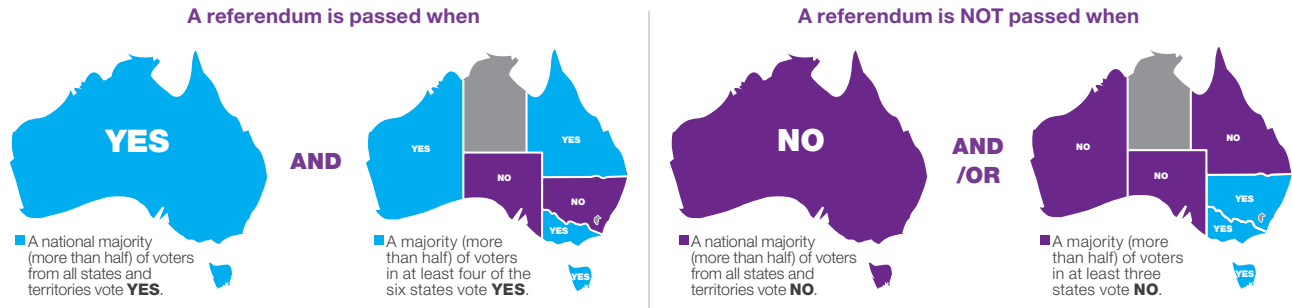 A referendum is passed when
YES
AND
YES
YES
NO
NO
YES
YES
A national majority
(more than half) of voters
from all states and
territories vote YES.
A majority (more
than half) of voters
in at least four of the
six states vote YES.
A referendum is NOT passed when
NO
AND
/OR
NO
NO
NO
YES
YES
YES
A national majority
(more than half) of voters
from all states and
territories vote NO.
A majority (more
than half) of voters
in at least three
states vote NO.